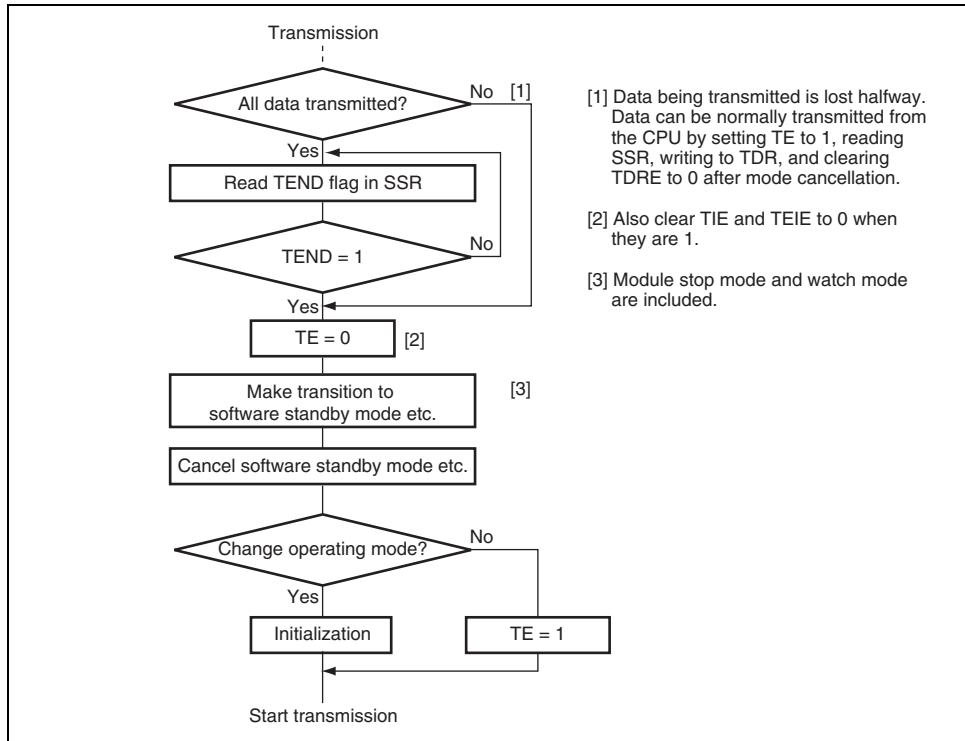 Transmission
All data transmitted?
No [1]
Yes
Read TEND flag in SSR
TEND = 1
No
Yes
TE = 0
[2]
Make transition to
software standby mode etc.
[3]
Cancel software standby mode etc.
Change operating mode?
No
Yes
Initialization
TE = 1
Start transmission
[1] Data being transmitted is lost halfway.
Data can be normally transmitted from
the CPU by setting TE to 1, reading
SSR, writing to TDR, and clearing
TDRE to 0 after mode cancellation.
[2] Also clear TIE and TEIE to 0 when
they are 1.
[3] Module stop mode and watch mode
are included.